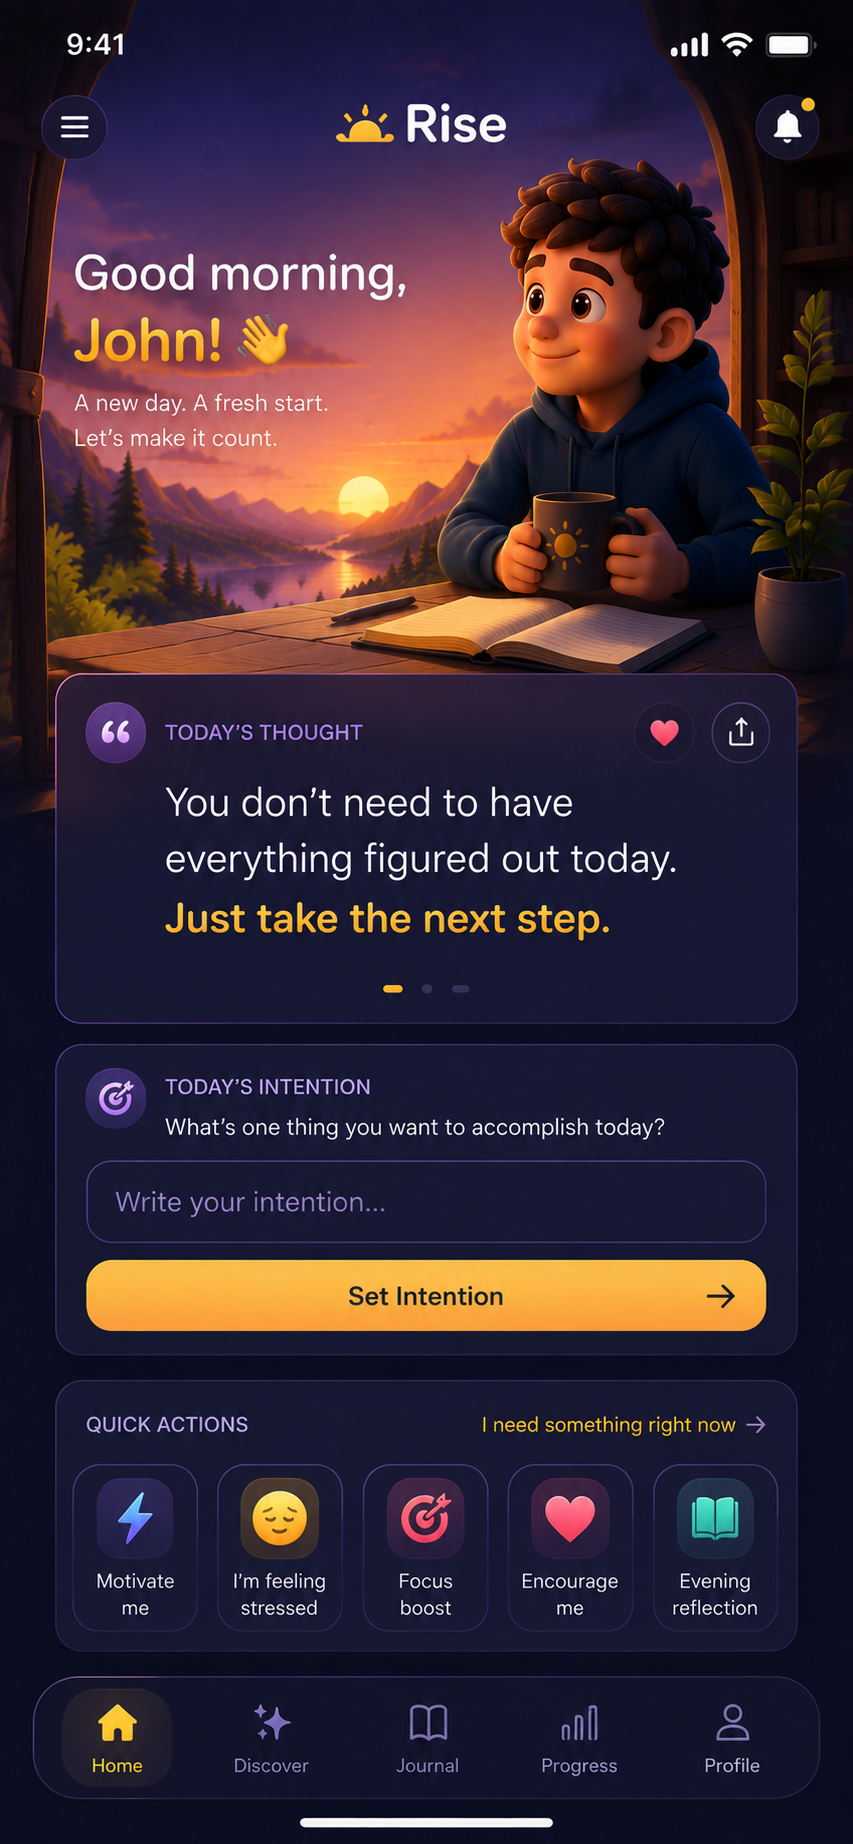 9:41
Rise
Good morning,
John! 👋
A new day. A fresh start.
Let's make it count.
TODAY'S THOUGHT
You don't need to have
everything figured out today.
Just take the next step.
TODAY'S INTENTION
What's one thing you want to accomplish today?
Write your intention...
Set Intention
QUICK ACTIONS
I need something right now
Motivate
me
I'm feeling
stressed
Focus
boost
Encourage
me
Evening
reflection
Home
Discover
Journal
Progress
Profile